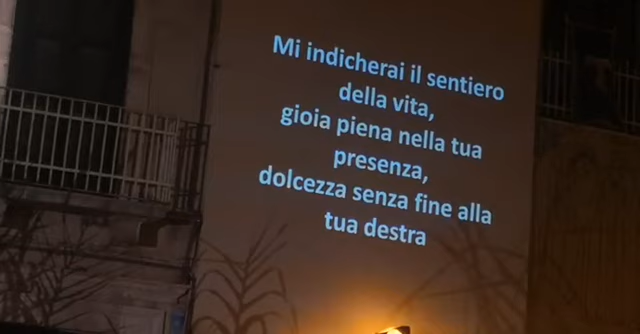 Mi indicherai il sentiero
della vita,
gioia piena nella tua
presenza,
dolcezza senza fine alla
tua destra